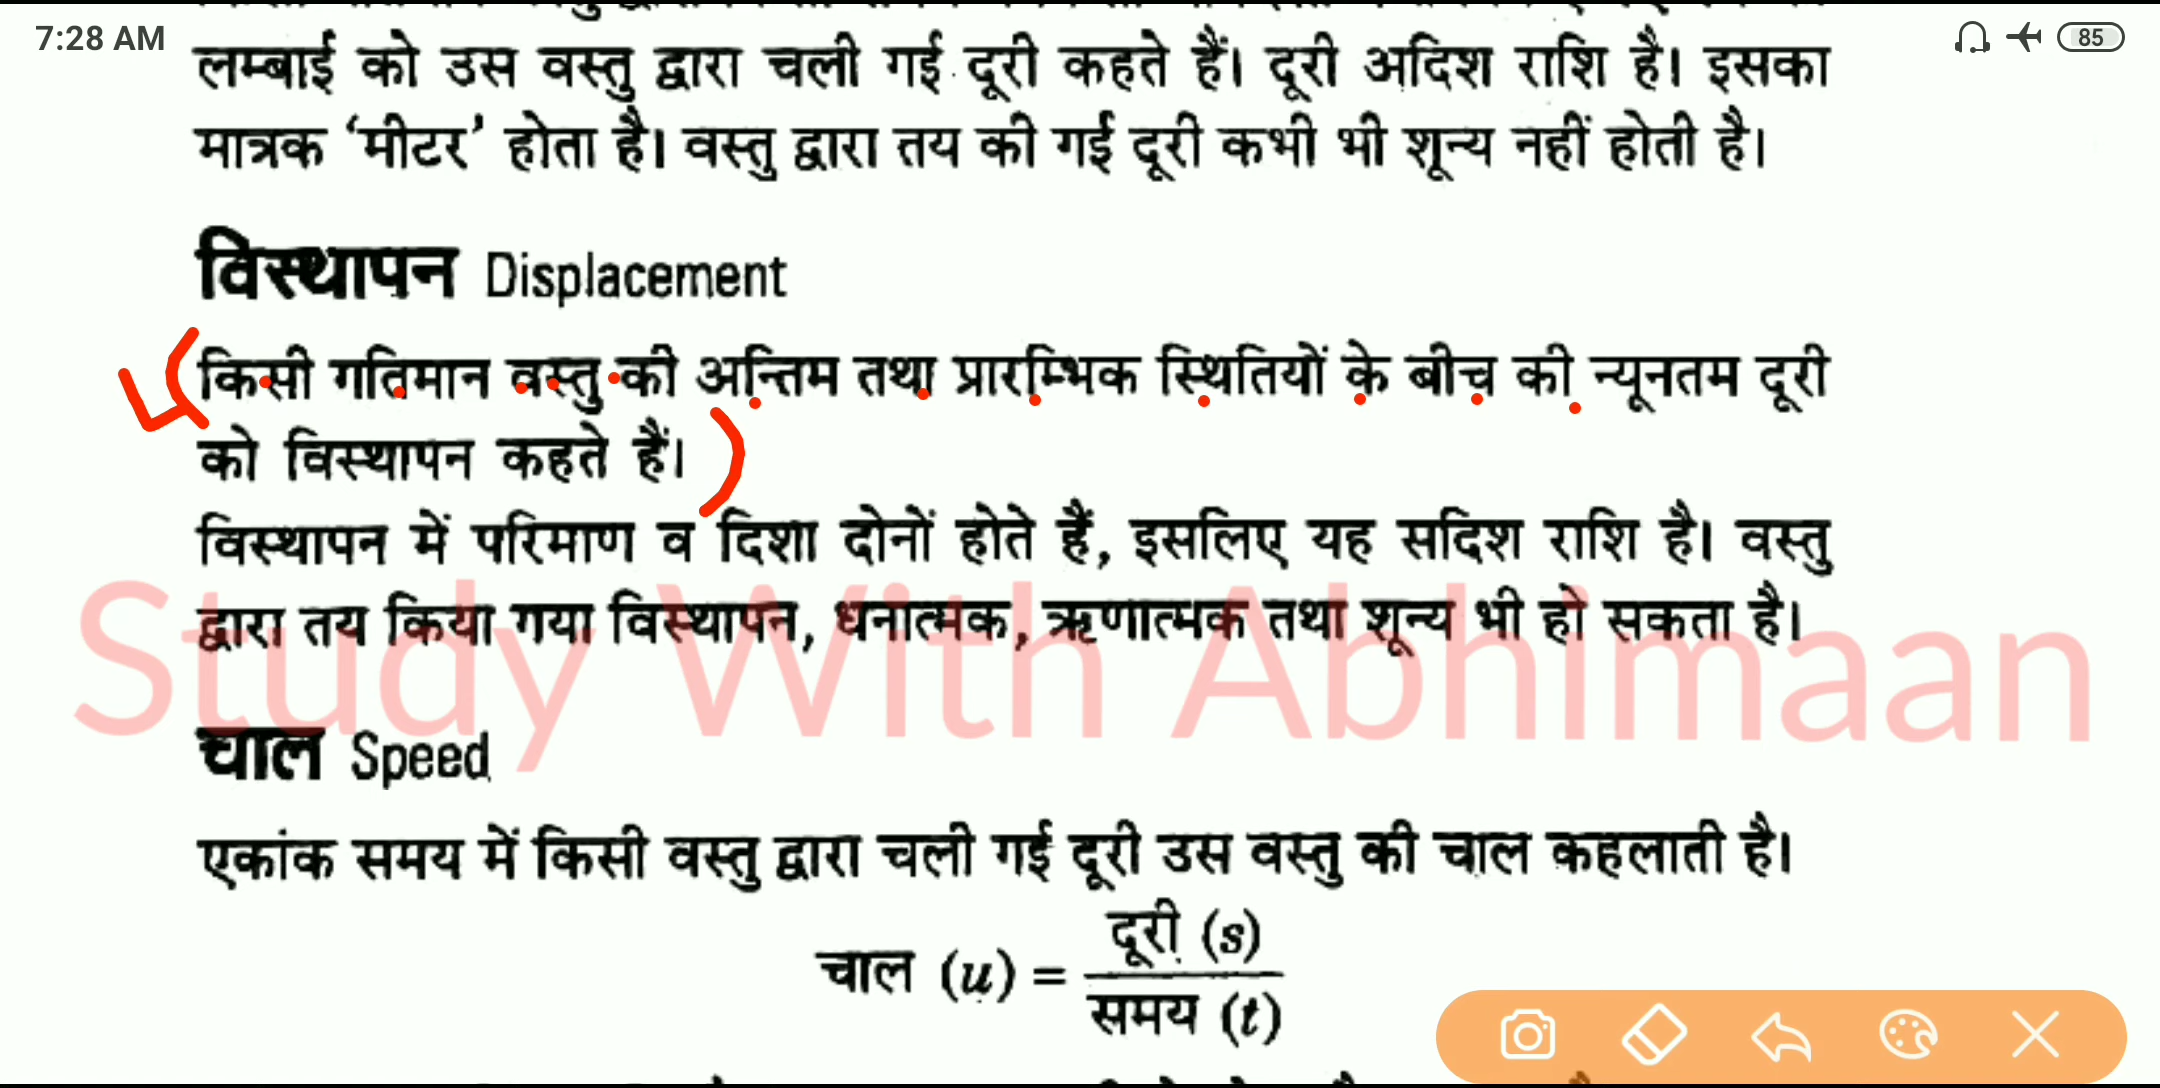 7:28 AM
85
लम्बाई को उस वस्तु द्वारा चली गई दूरी कहते हैं। दूरी अदिश राशि है। इसका
मात्रक ‘मीटर’ होता है। वस्तु द्वारा तय की गई दूरी कभी भी शून्य नहीं होती है।
विस्थापन Displacement
किसी गतिमान वस्तु की अन्तिम तथा प्रारम्भिक स्थितियों के बीच की न्यूनतम दूरी
को विस्थापन कहते हैं।
विस्थापन में परिमाण व दिशा दोनों होते हैं, इसलिए यह सदिश राशि है। वस्तु
द्वारा तय किया गया विस्थापन, धनात्मक, ऋणात्मक तथा शून्य भी हो सकता है।
Study With Abhimaan
चाल Speed
एकांक समय में किसी वस्तु द्वारा चली गई दूरी उस वस्तु की चाल कहलाती है।
चाल (u) = दूरी (s)
समय (t)